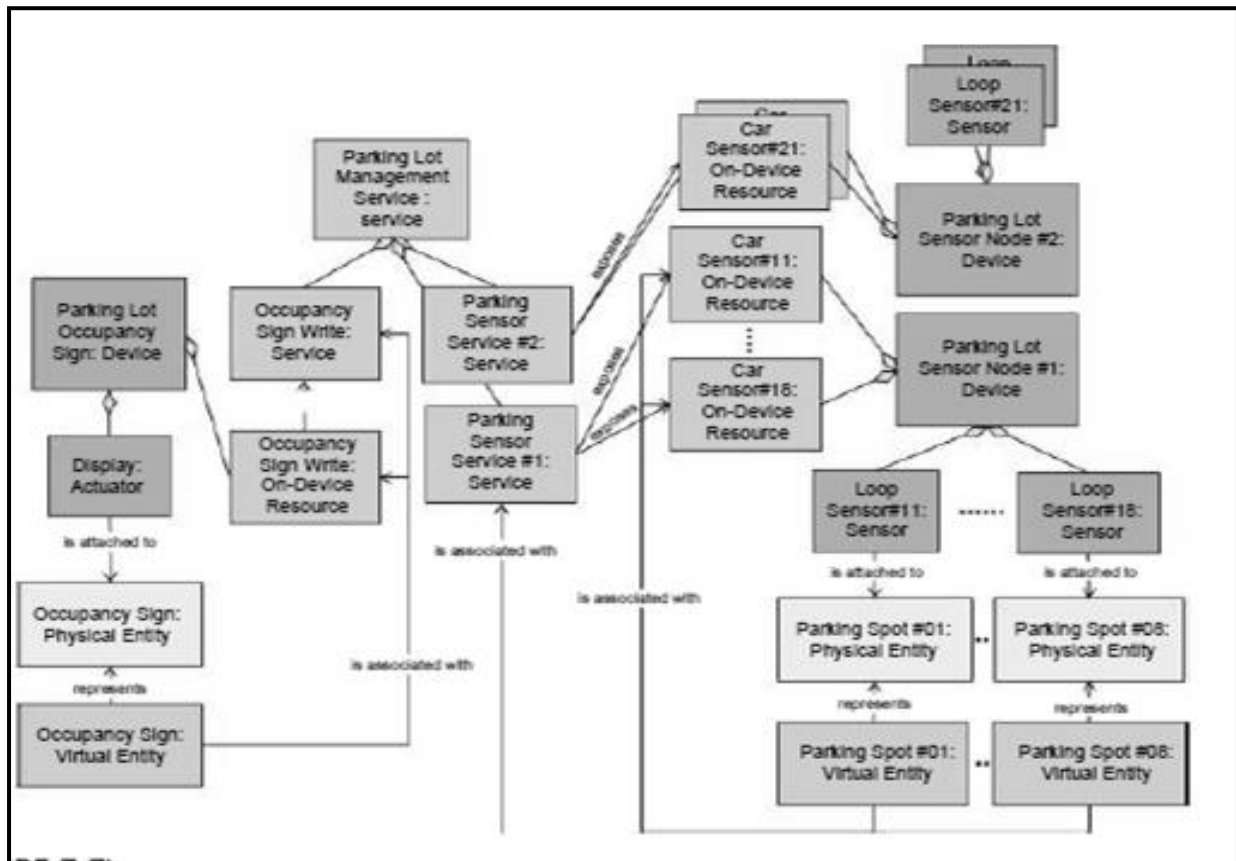 Loop
Loop
Sensor#21:
Sensor
Car
Car
Sensor#21:
On-Device
Resource
Parking Lot
Management
Service :
service
Parking Lot
Sensor Node #2:
Device
exposes
Car
Sensor#11:
On-Device
Resource
Parking Lot
Occupancy
Sign: Device
Occupancy
Sign Write:
Service
Parking
Sensor
Service #2:
Service
exposes
Parking Lot
Sensor Node #1:
Device
Car
Sensor#18:
On-Device
Resource
exposes
Parking
Sensor
Service #1:
Service
Display:
Actuator
Occupancy
Sign Write:
On-Device
Resource
Loop
Sensor#11:
Sensor
......
Loop
Sensor#18:
Sensor
is attached to
is associated with
is attached to
is attached to
is associated with
Occupancy Sign:
Physical Entity
Parking Spot #01:
Physical Entity
..
Parking Spot #08:
Physical Entity
is associated with
represents
represents
represents
Occupancy Sign:
Virtual Entity
Parking Spot #01:
Virtual Entity
..
Parking Spot #08:
Virtual Entity